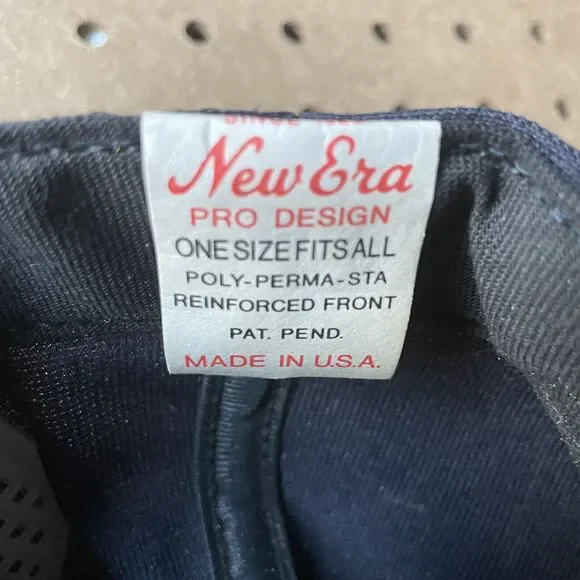 New Era
PRO DESIGN
ONE SIZE FITS ALL
POLY-PERMA-STA
REINFORCED FRONT
PAT. PEND.
MADE IN U.S.A.